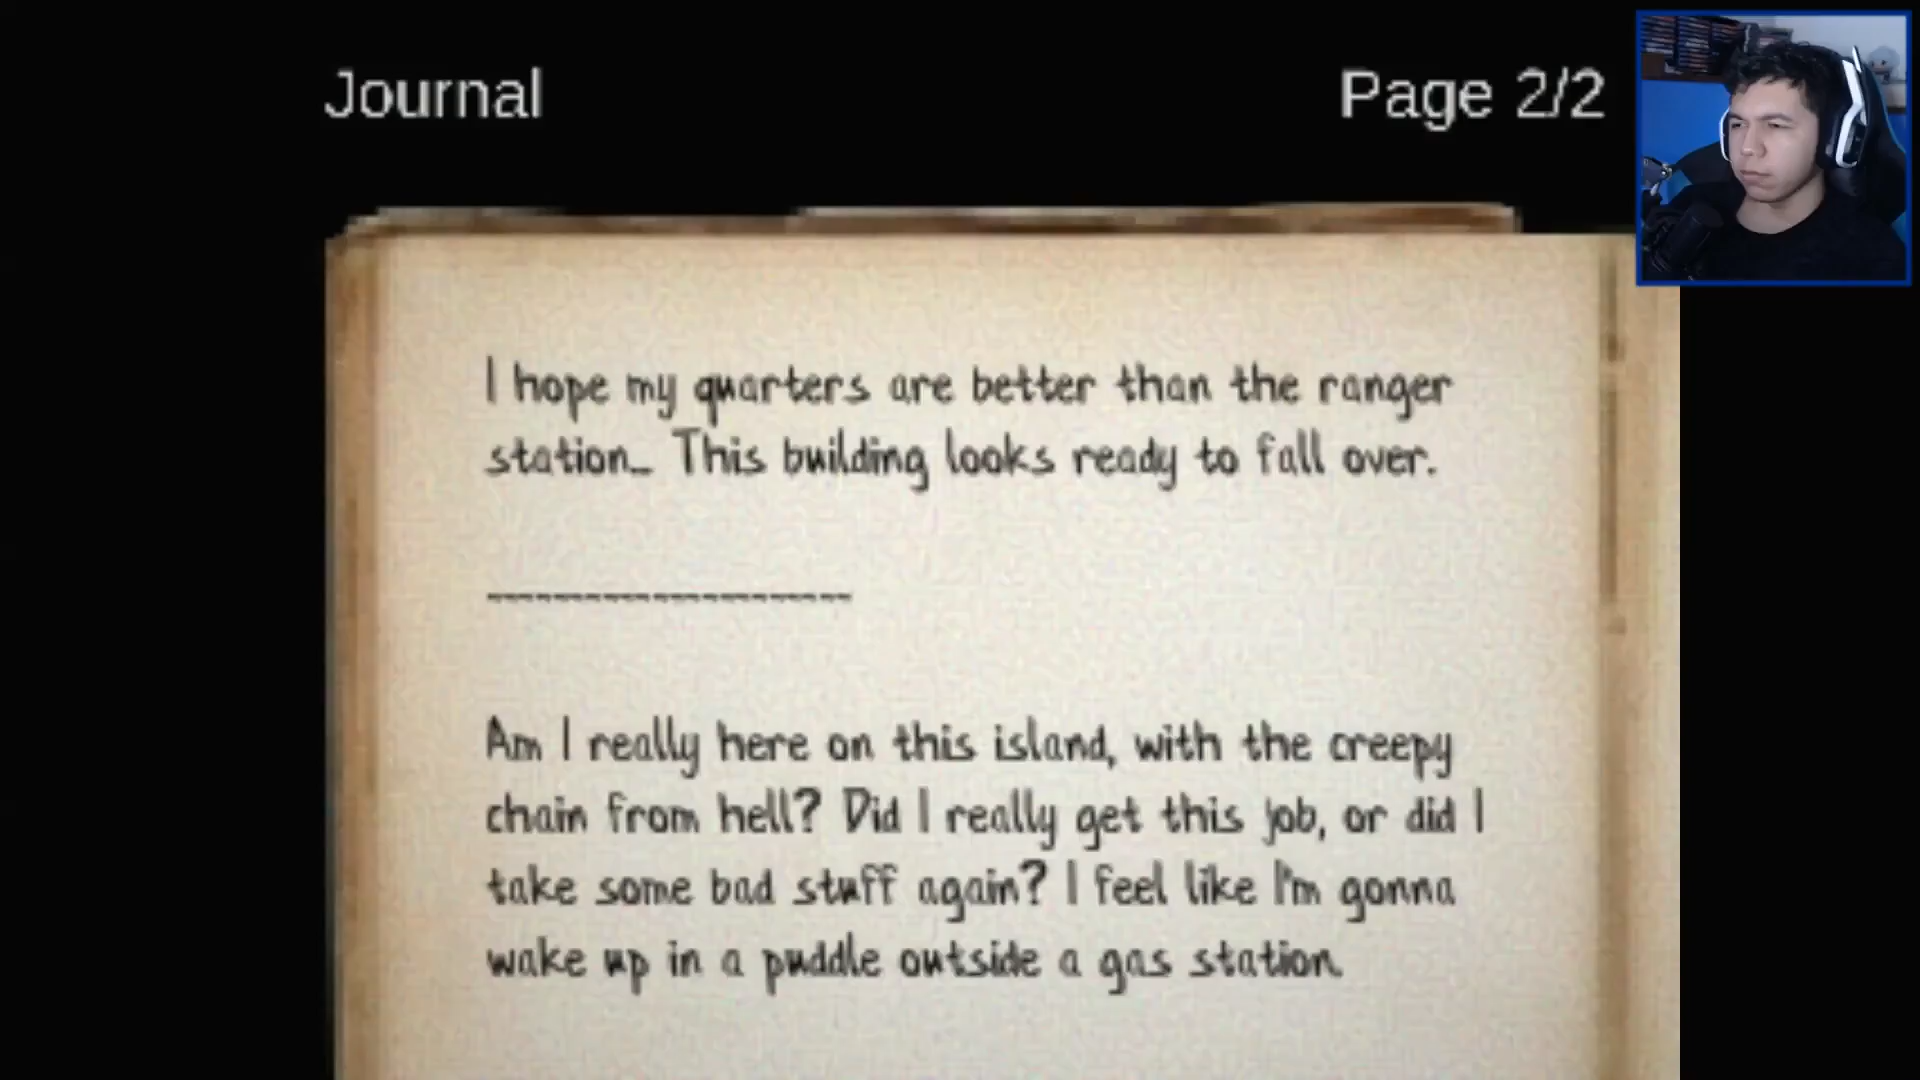 Journal
Page 2/2
I hope my quarters are better than the ranger
station... This building looks ready to fall over.
----------------------
Am I really here on this island, with the creepy
chain from hell? Did I really get this job, or did I
take some bad stuff again? I feel like I'm gonna
wake up in a puddle outside a gas station.